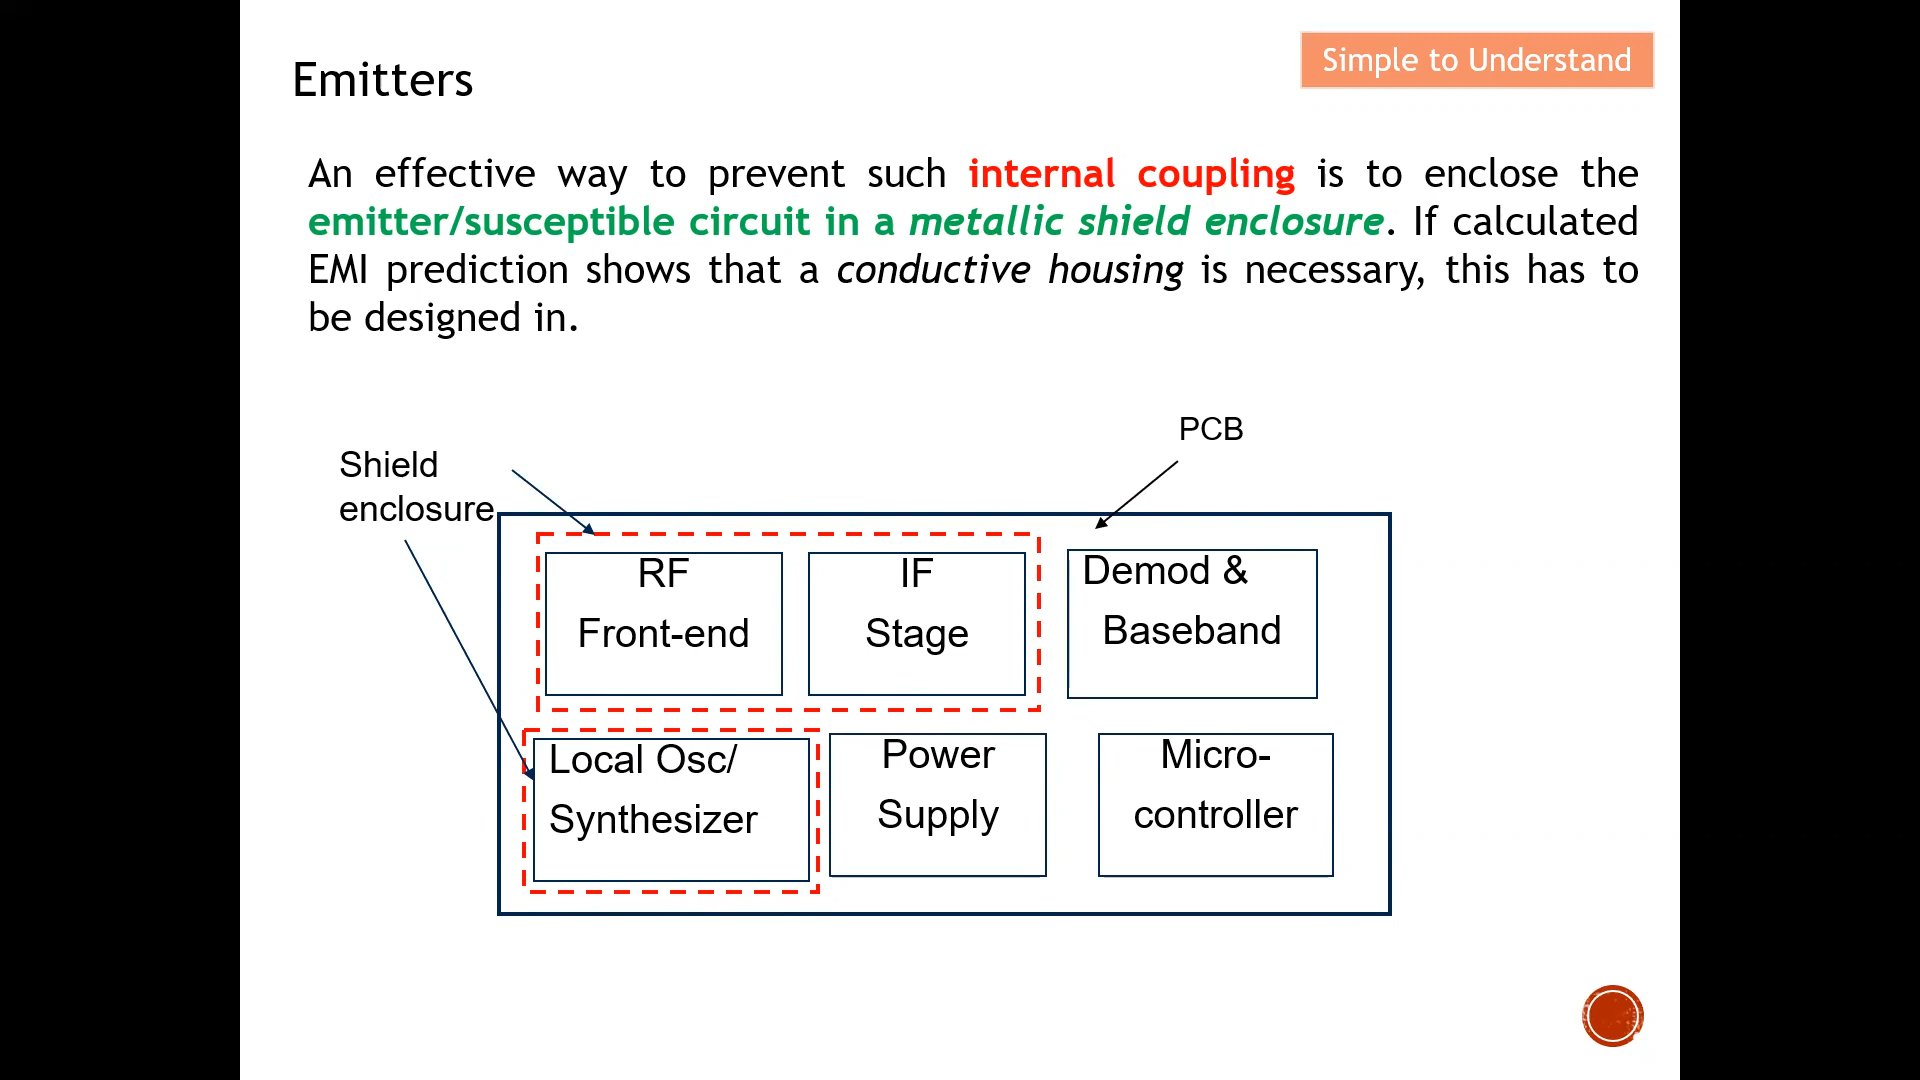 Simple to Understand
Emitters
An effective way to prevent such internal coupling is to enclose the
emitter/susceptible circuit in a metallic shield enclosure. If calculated
EMI prediction shows that a conductive housing is necessary, this has to
be designed in.
PCB
Shield
enclosure
RF
Front-end
IF
Stage
Demod &
Baseband
Local Osc/
Synthesizer
Power
Supply
Micro-
controller